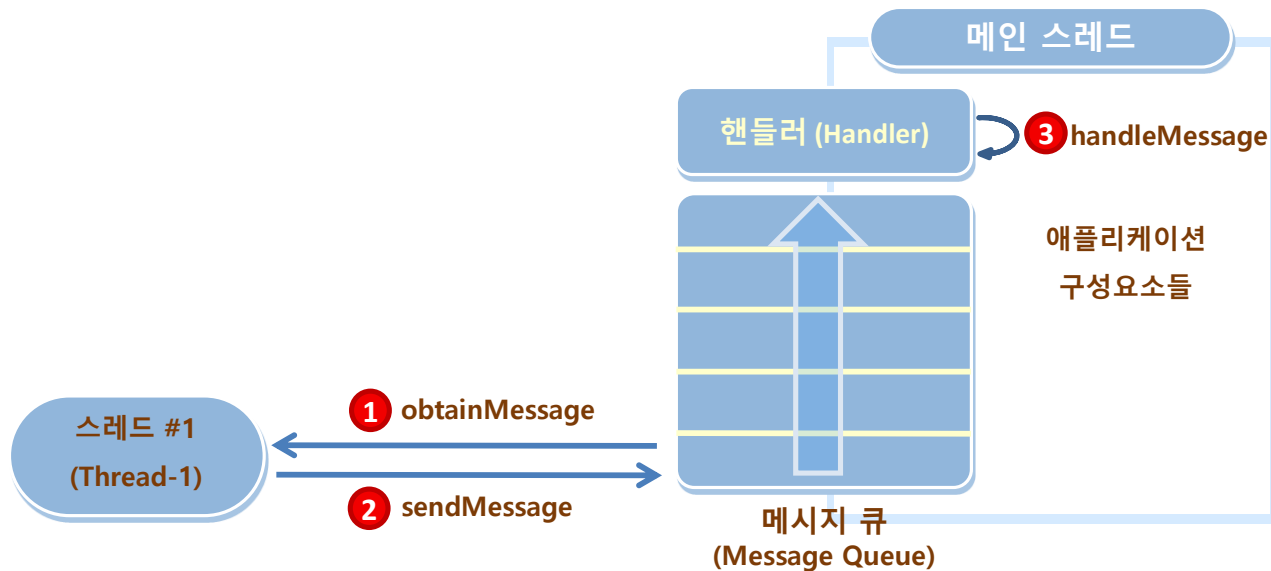 메인 스레드
핸들러 (Handler)
3 handleMessage
애플리케이션
구성요소들
1 obtainMessage
스레드 #1
(Thread-1)
2 sendMessage
메시지 큐
(Message Queue)